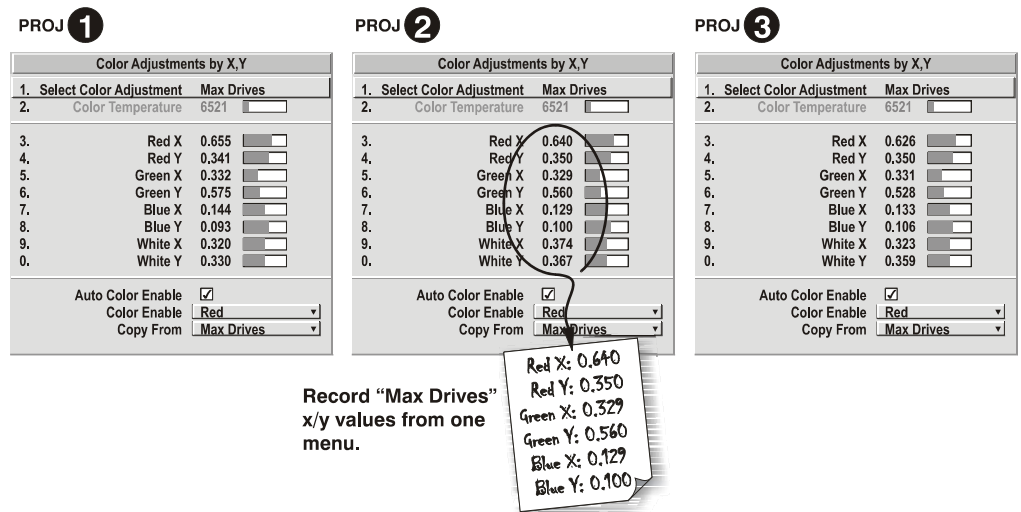 PROJ 1
Color Adjustments by X,Y
1. Select Color Adjustment Max Drives
2. Color Temperature 6521
3. Red X 0.655
4. Red Y 0.341
5. Green X 0.332
6. Green Y 0.575
7. Blue X 0.144
8. Blue Y 0.093
9. White X 0.320
0. White Y 0.330
Auto Color Enable
Color Enable Red
Copy From Max Drives
PROJ 2
Color Adjustments by X,Y
1. Select Color Adjustment Max Drives
2. Color Temperature 6521
3. Red X 0.640
4. Red Y 0.350
5. Green X 0.329
6. Green Y 0.560
7. Blue X 0.129
8. Blue Y 0.100
9. White X 0.374
0. White Y 0.367
Auto Color Enable
Color Enable Red
Copy From Max Drives
PROJ 3
Color Adjustments by X,Y
1. Select Color Adjustment Max Drives
2. Color Temperature 6521
3. Red X 0.626
4. Red Y 0.350
5. Green X 0.331
6. Green Y 0.528
7. Blue X 0.133
8. Blue Y 0.106
9. White X 0.323
0. White Y 0.359
Auto Color Enable
Color Enable Red
Copy From Max Drives
Record “Max Drives”
x/y values from one
menu.
Red X: 0.640
Red Y: 0.350
Green X: 0.329
Green Y: 0.560
Blue X: 0.129
Blue Y: 0.100